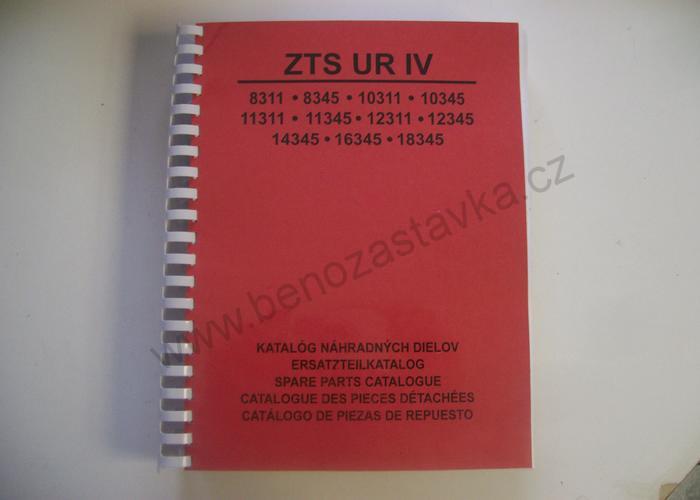 ZTS UR IV
8311 • 8345 • 10311 • 10345
11311 • 11345 • 12311 • 12345
14345 • 16345 • 18345
www.benozastavka.cz
KATALÓG NÁHRADNÝCH DIELOV
ERSATZTEILKATALOG
SPARE PARTS CATALOGUE
CATALOGUE DES PIECES DÉTACHÉES
CATÁLOGO DE PIEZAS DE REPUESTO